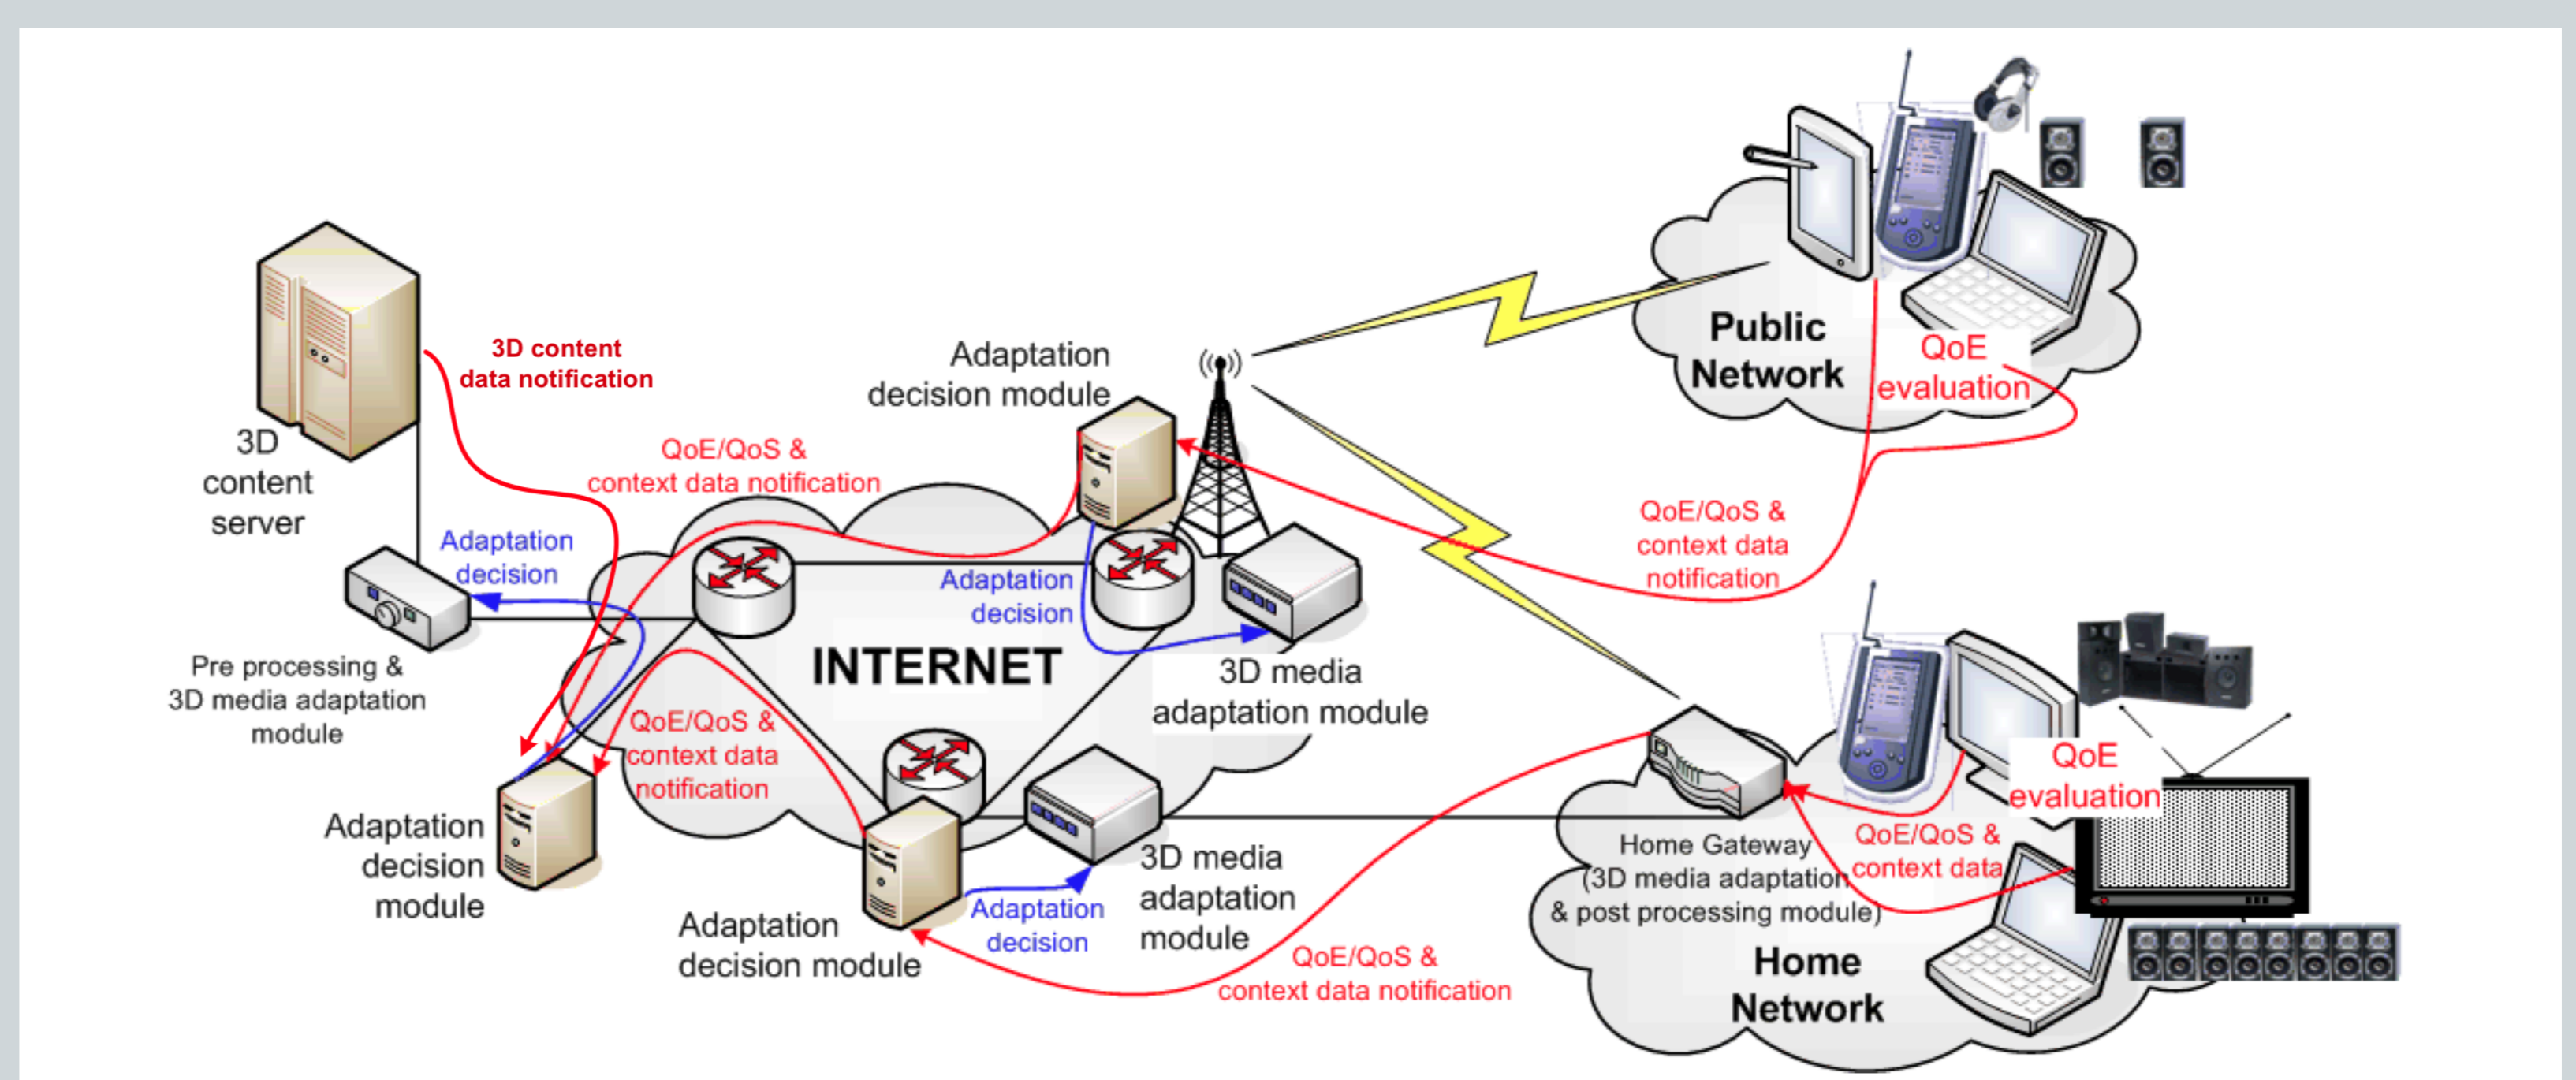 3D content
data notification
3D
content
server
Adaptation
decision module
QoE/QoS &
context data notification
Adaptation
decision
Pre processing &
3D media adaptation
module
Adaptation
decision
INTERNET
3D media
adaptation module
QoE/QoS &
context data
notification
Adaptation
decision
module
Adaptation
decision module
Adaptation
decision
3D media
adaptation
module
Public
Network
QoE
evaluation
QoE/QoS &
context data
notification
QoE
evaluation
QoE/QoS &
context data
Home Gateway
(3D media adaptation
& post processing module)
Home
Network
QoE/QoS &
context data notification